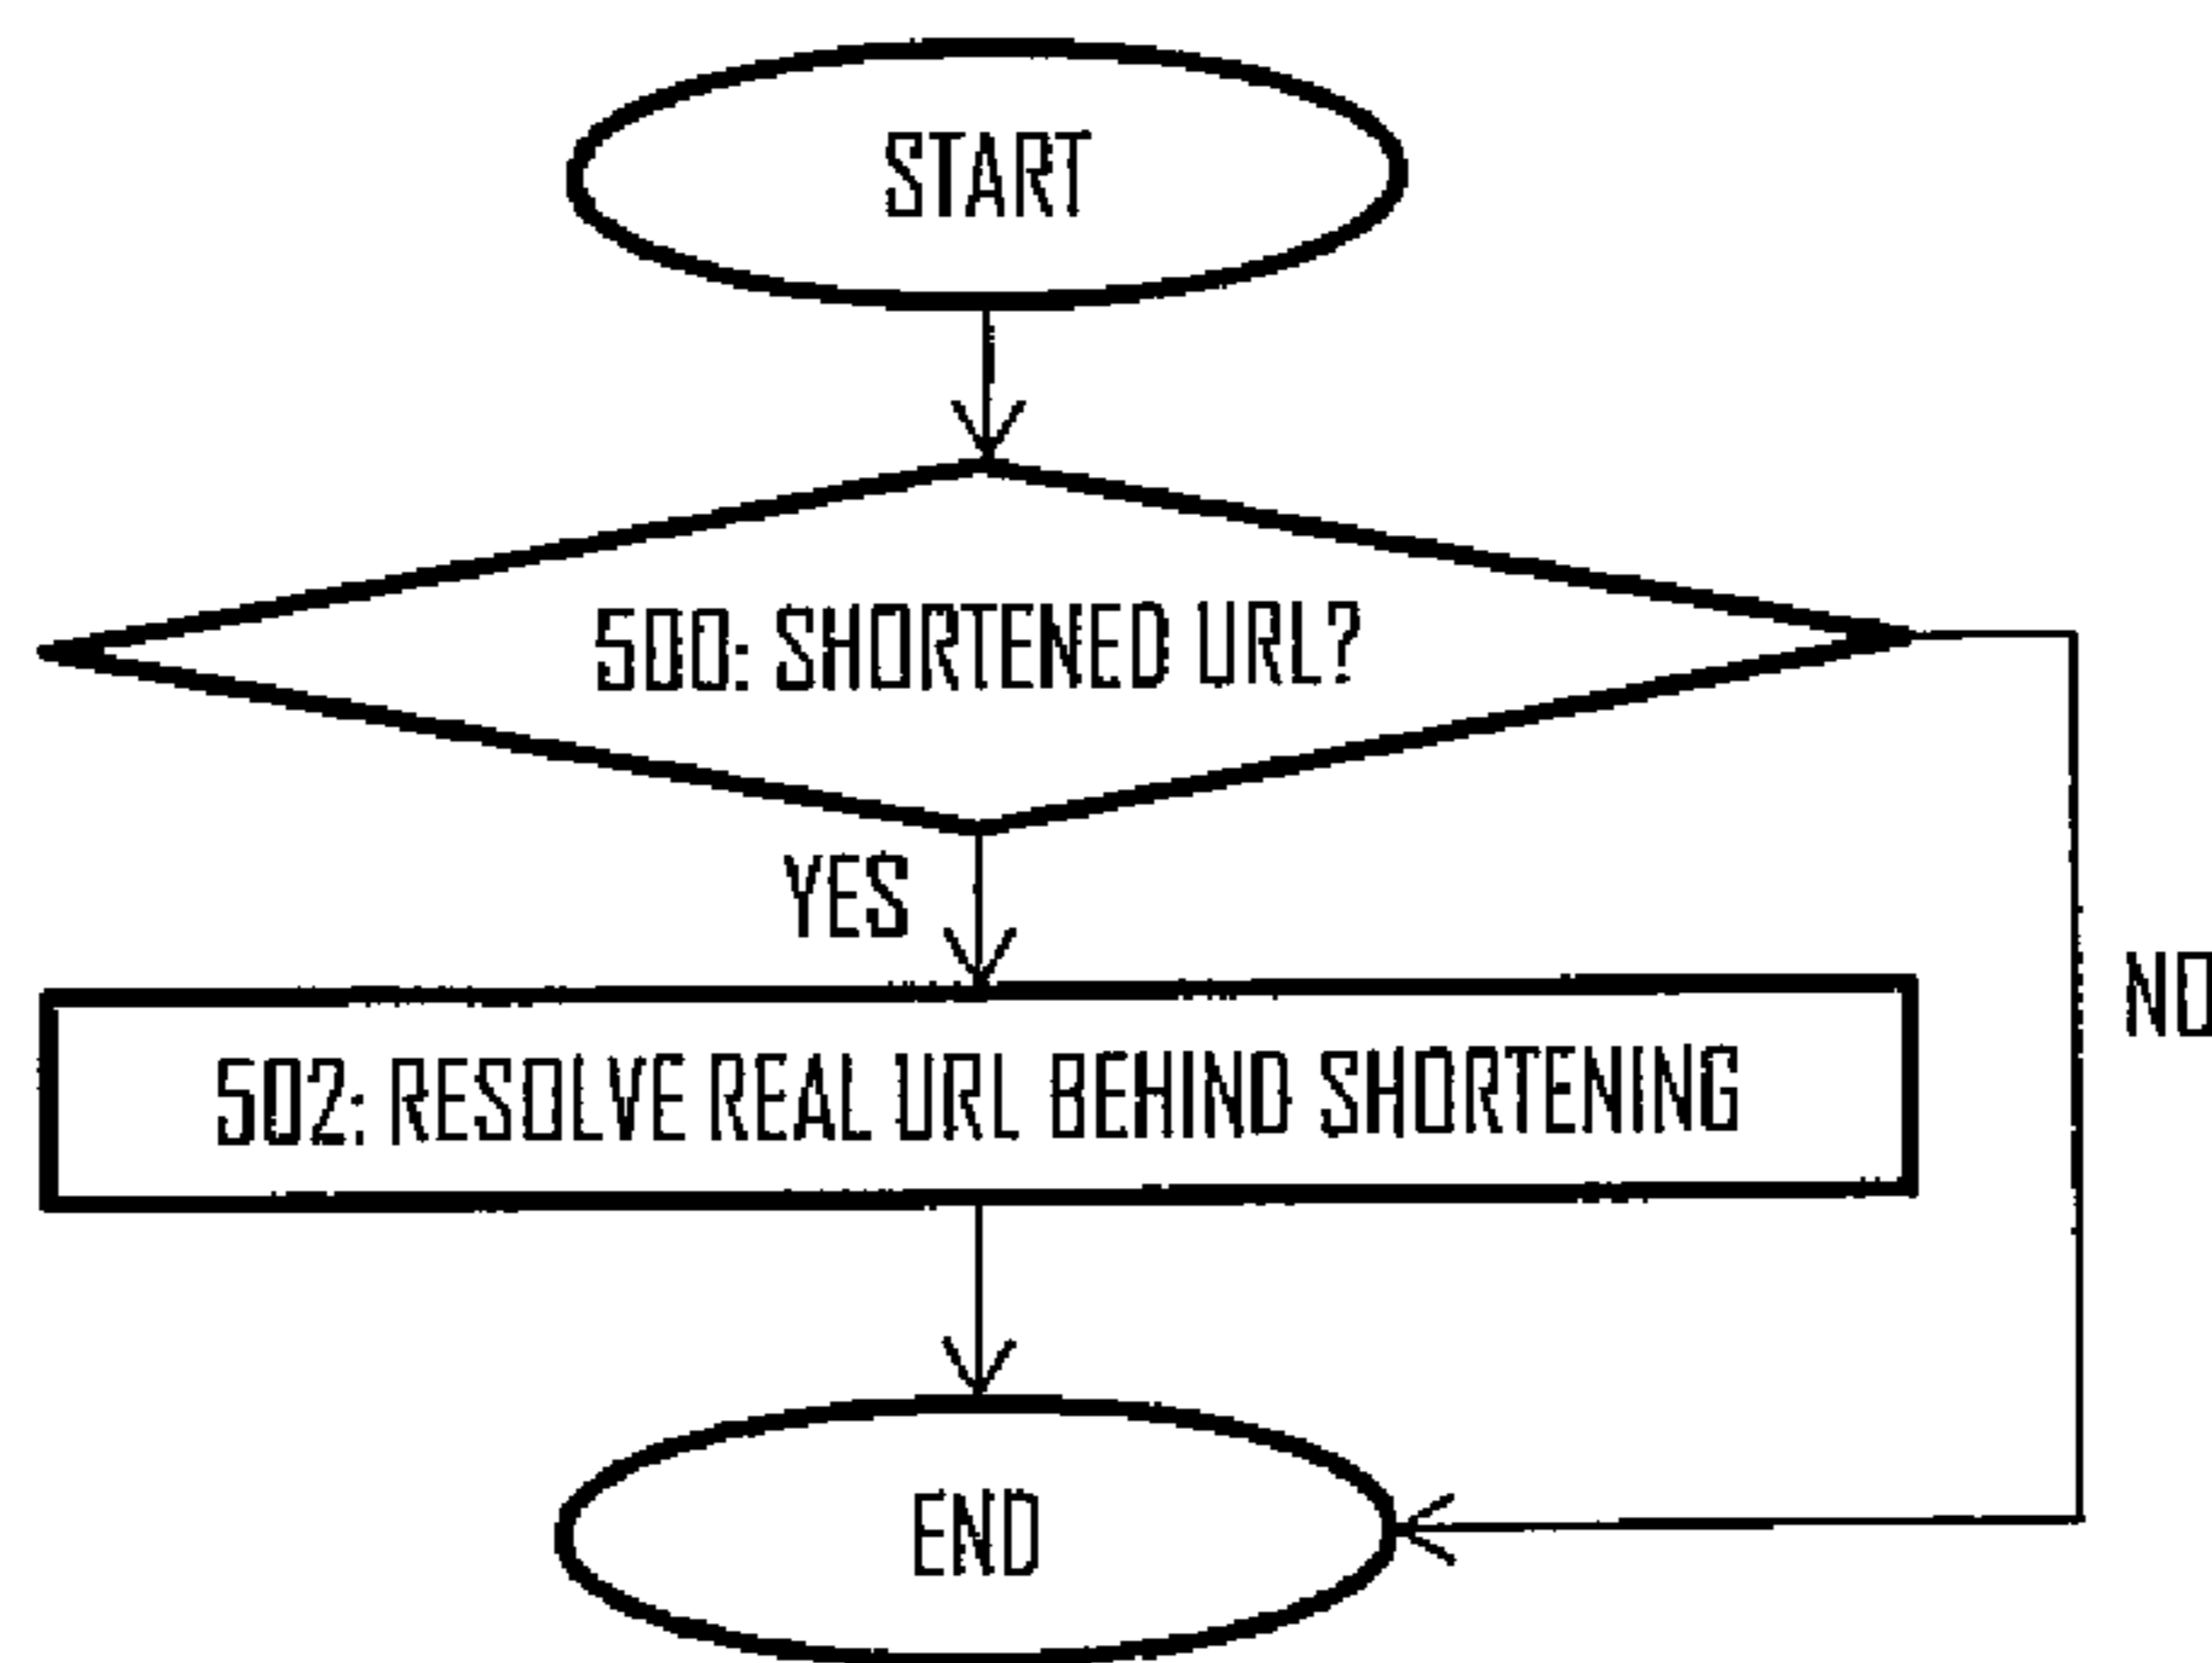 START
500: SHORTENED URL?
YES
NO
502: RESOLVE REAL URL BEHIND SHORTENING
END